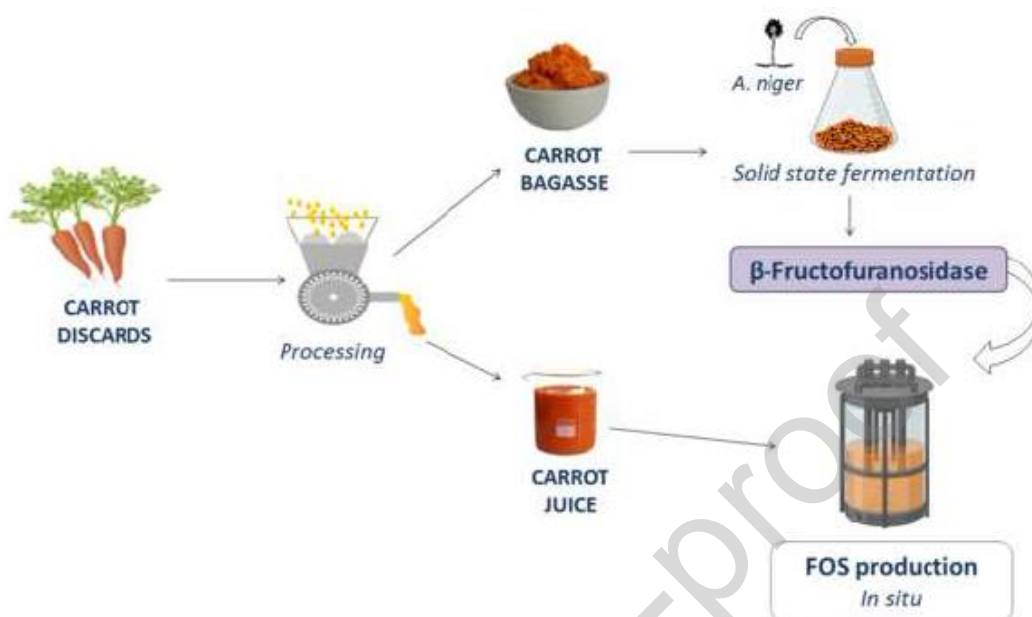 A. niger
CARROT
BAGASSE
Solid state fermentation
β-Fructofuranosidase
CARROT
DISCARDS
Processing
CARROT
JUICE
FOS production
In situ